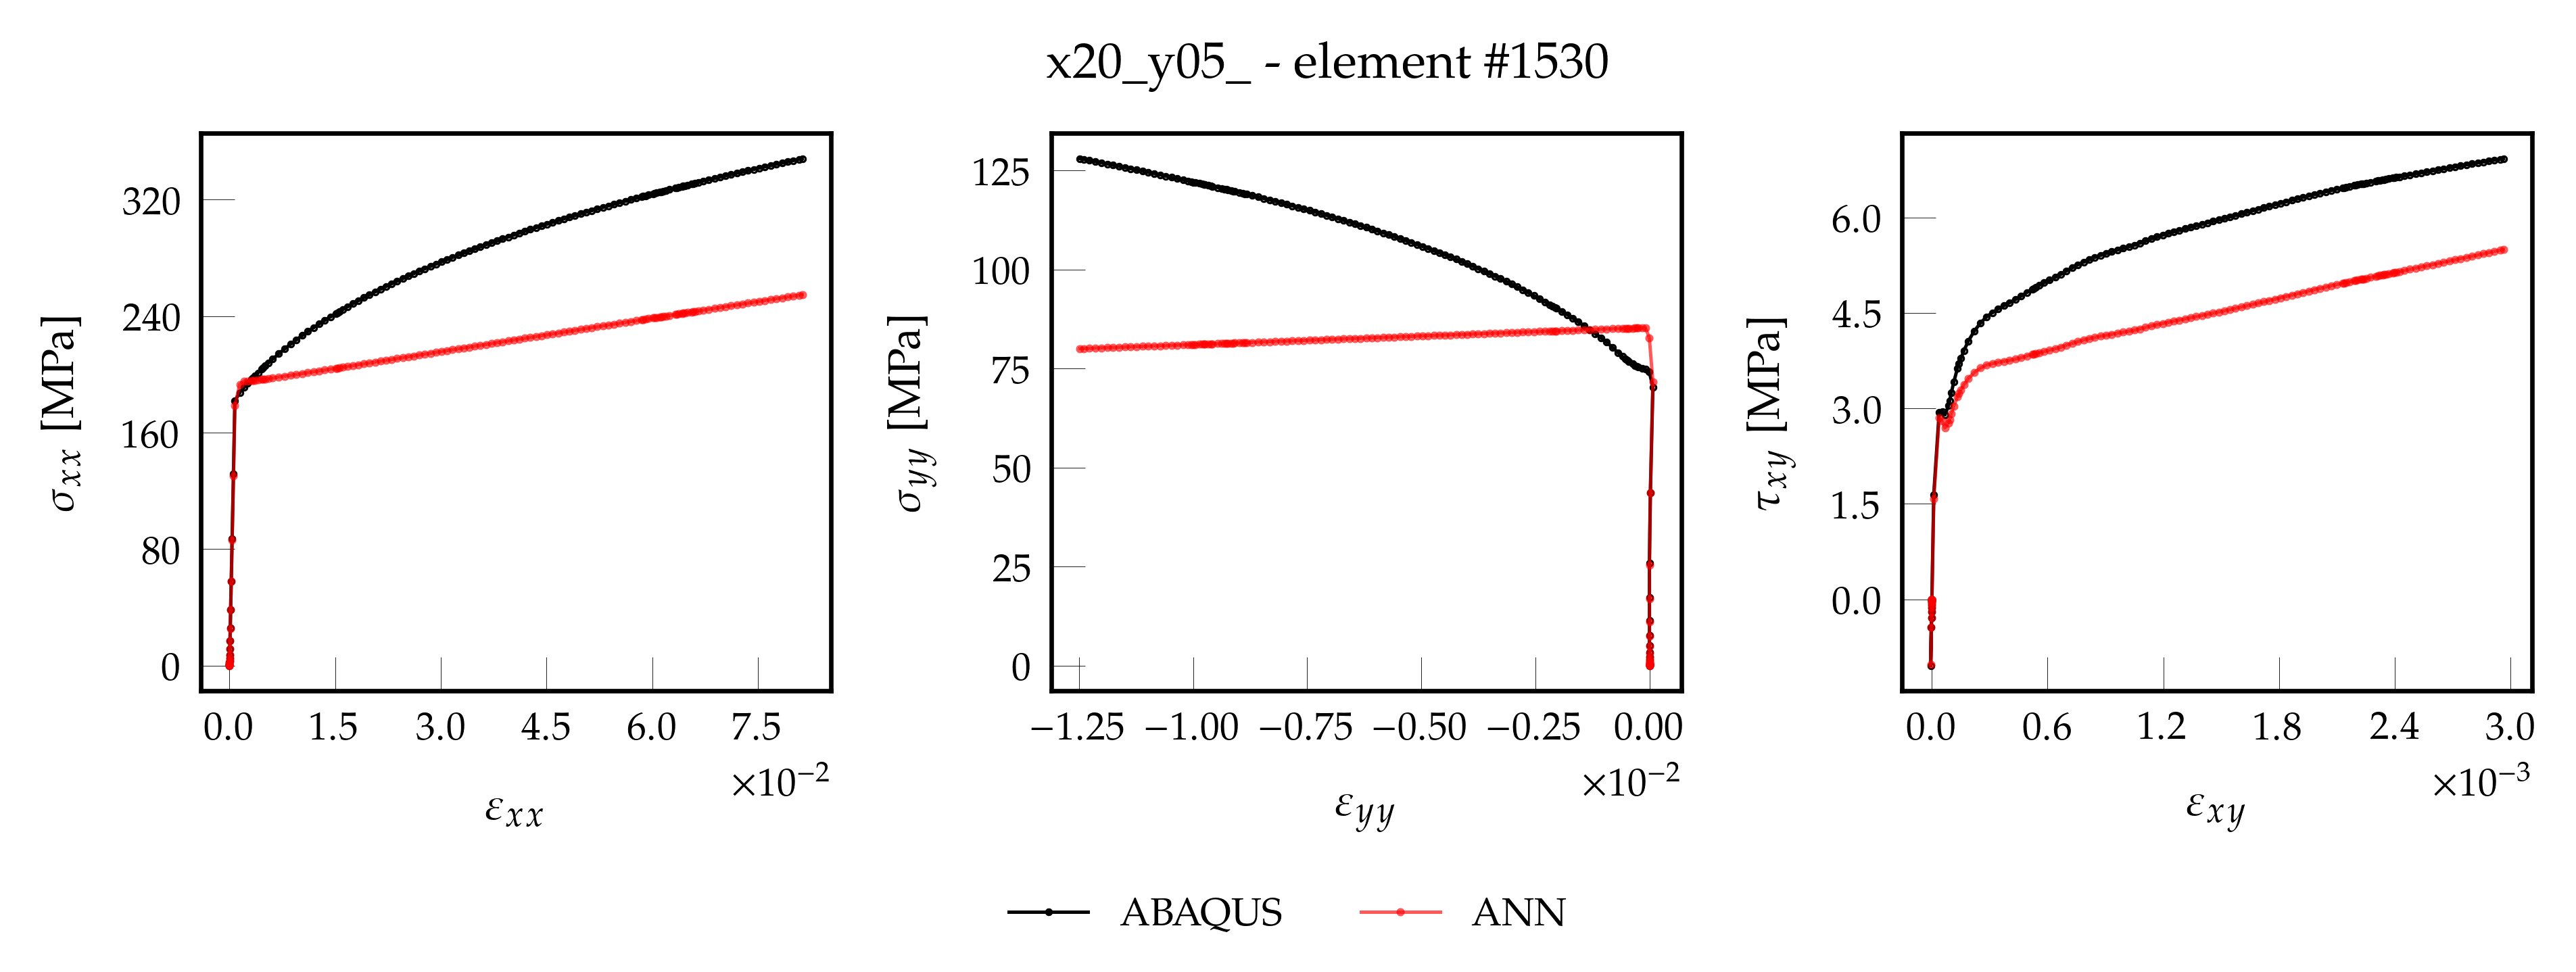 x20_y05_ - element #1530
σxx [MPa]
320
240
160
80
0
0.0 1.5 3.0 4.5 6.0 7.5
×10−2
εxx
σyy [MPa]
125
100
75
50
25
0
−1.25 −1.00 −0.75 −0.50 −0.25 0.00
×10−2
εyy
τxy [MPa]
6.0
4.5
3.0
1.5
0.0
0.0 0.6 1.2 1.8 2.4 3.0
×10−3
εxy
ABAQUS ANN